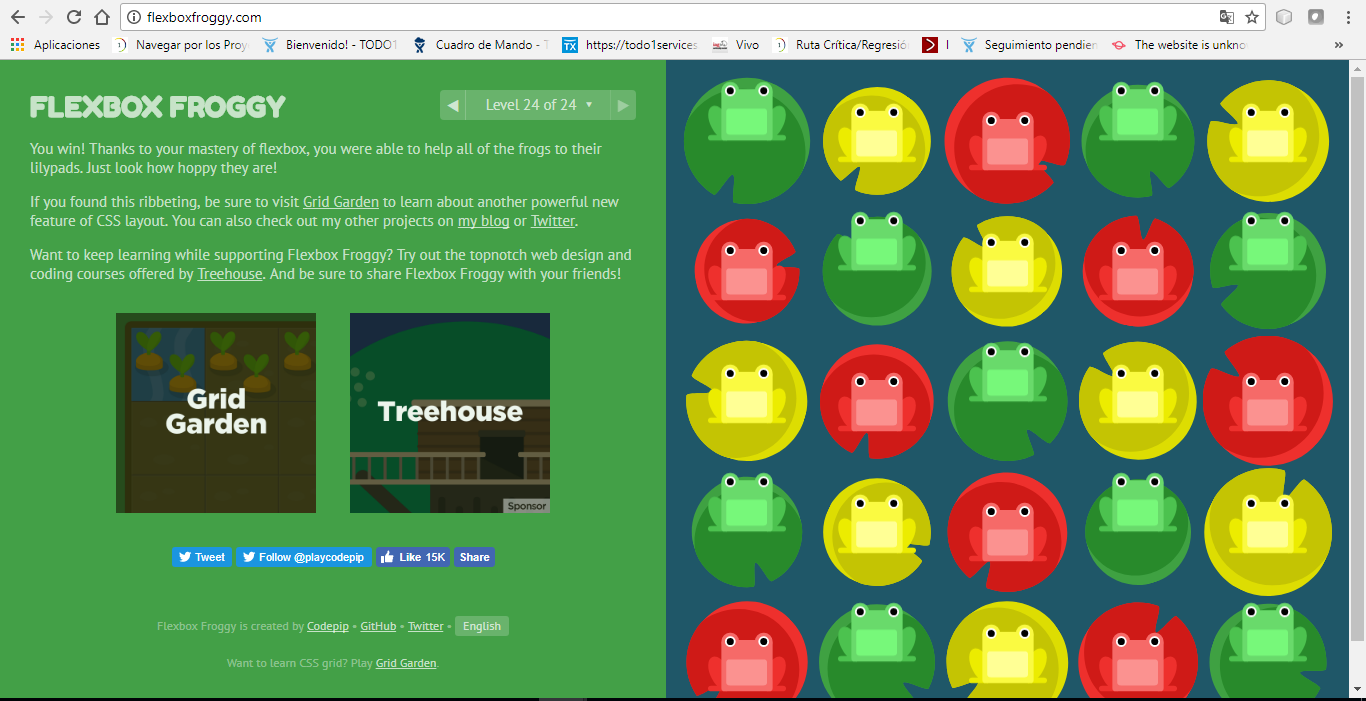 flexboxfroggy.com
Aplicaciones Navegar por los Proy Bienvenido! - TODO1 Cuadro de Mando - T https://todo1services Vivo Ruta Crítica/Regresió I Seguimiento pendien The website is unkno »
FLEXBOX FROGGY
Level 24 of 24
You win! Thanks to your mastery of flexbox, you were able to help all of the frogs to their
lilypads. Just look how hoppy they are!
If you found this ribbeting, be sure to visit Grid Garden to learn about another powerful new
feature of CSS layout. You can also check out my other projects on my blog or Twitter.
Want to keep learning while supporting Flexbox Froggy? Try out the topnotch web design and
coding courses offered by Treehouse. And be sure to share Flexbox Froggy with your friends!
Grid
Garden
Treehouse
Sponsor
Tweet Follow @playcodepip Like 15K Share
Flexbox Froggy is created by Codepip • GitHub • Twitter • English
Want to learn CSS grid? Play Grid Garden.